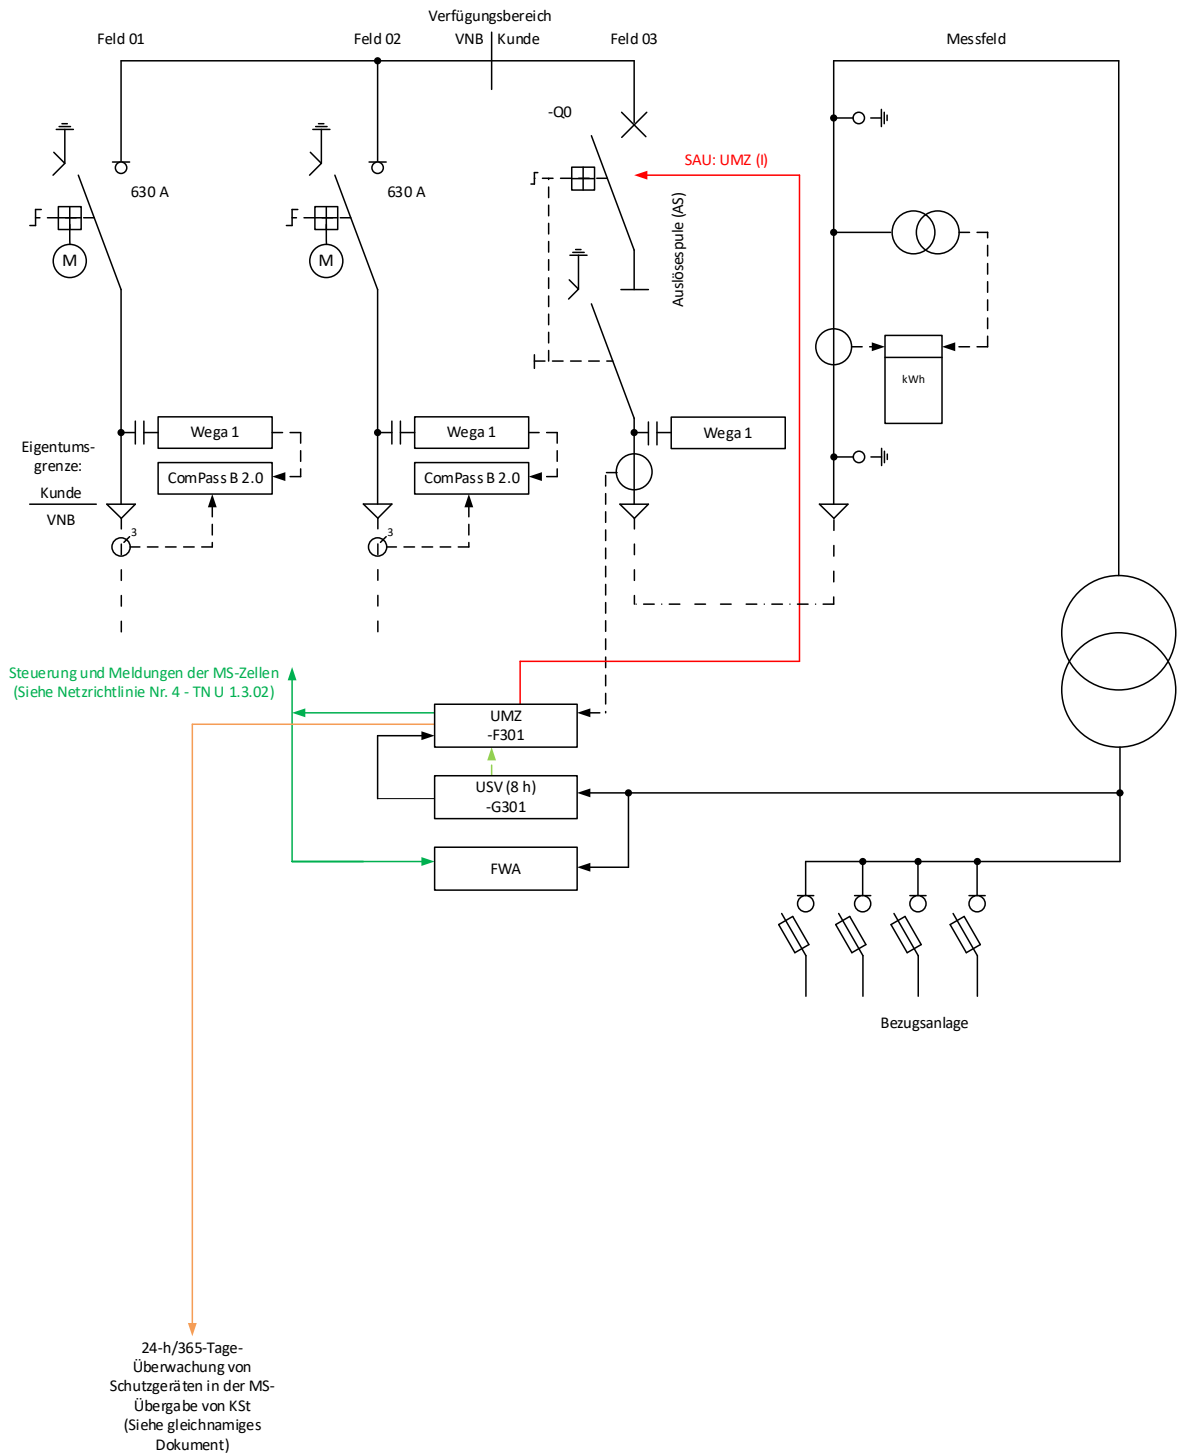 Verfügungsbereich
Feld 01
Feld 02
VNB
Kunde
Feld 03
Messfeld
-Q0
SAU: UMZ (I)
630 A
630 A
Auslösespule (AS)
M
M
kWh
Wega 1
Wega 1
Wega 1
Eigentums-
grenze:
Kunde
VNB
ComPass B 2.0
ComPass B 2.0
3
3
Steuerung und Meldungen der MS-Zellen
(Siehe Netzrichtlinie Nr. 4 - TN U 1.3.02)
UMZ
-F301
USV (8 h)
-G301
FWA
Bezugsanlage
24-h/365-Tage-
Überwachung von
Schutzgeräten in der MS-
Übergabe von KSt
(Siehe gleichnamiges
Dokument)